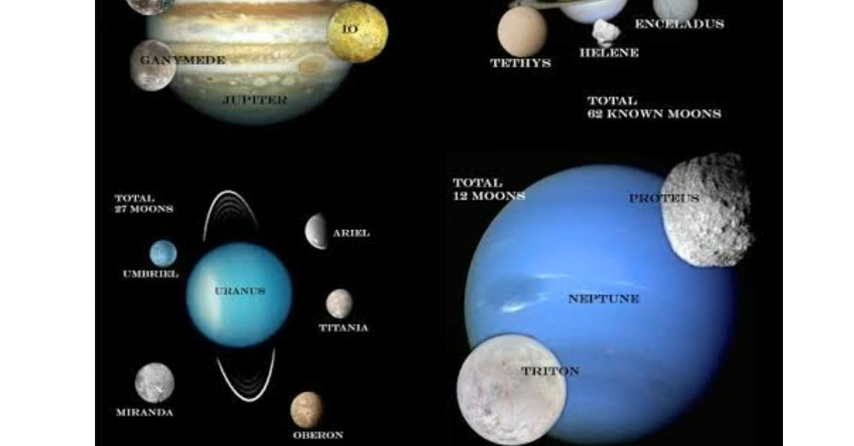 IO
GANYMEDE
JUPITER
ENCELADUS
HELENE
TETHYS
TOTAL
62 KNOWN MOONS
TOTAL
27 MOONS
ARIEL
UMBRIEL
URANUS
TITANIA
MIRANDA
OBERON
TOTAL
12 MOONS
PROTEUS
NEPTUNE
TRITON